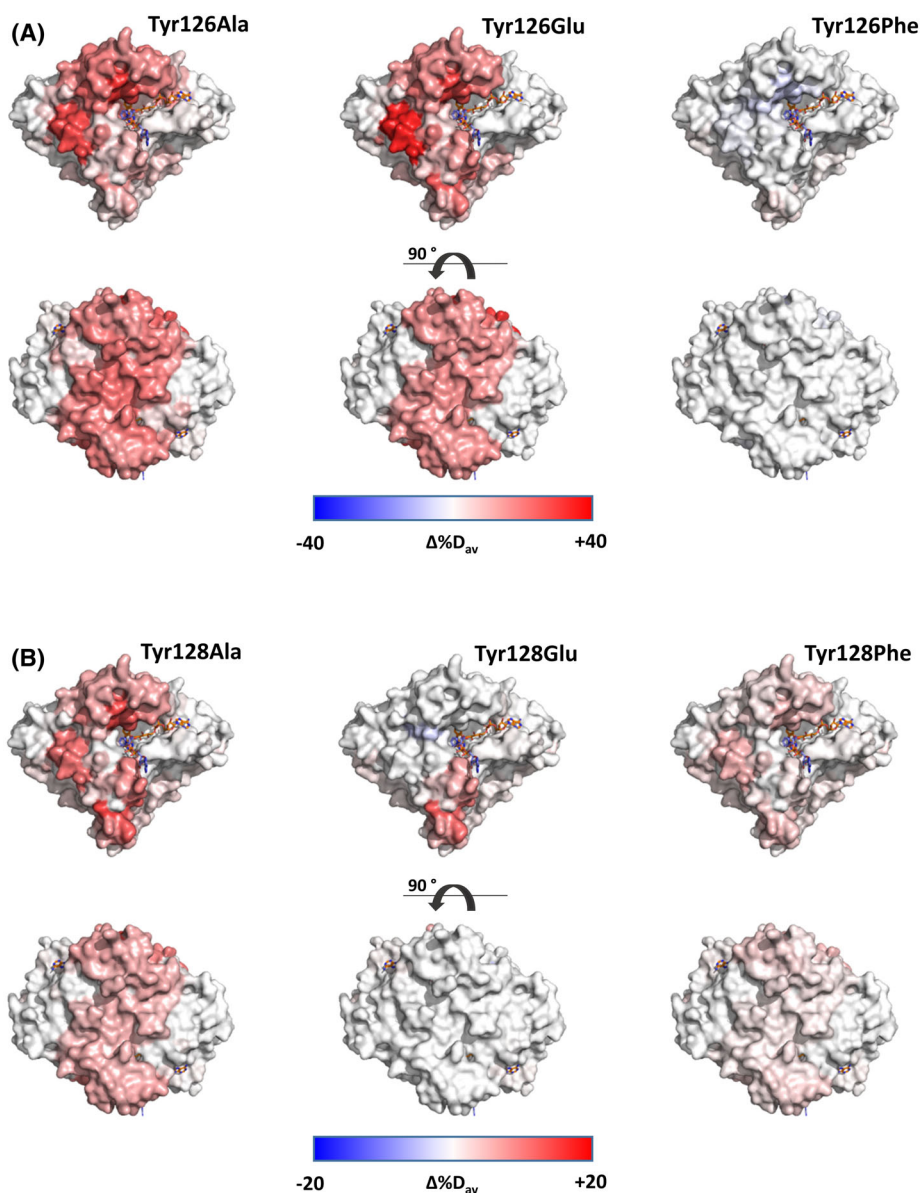 (A)
Tyr126Ala
Tyr126Glu
Tyr126Phe
90 °
-40
Δ%Dav
+40
(B)
Tyr128Ala
Tyr128Glu
Tyr128Phe
90 °
-20
Δ%Dav
+20